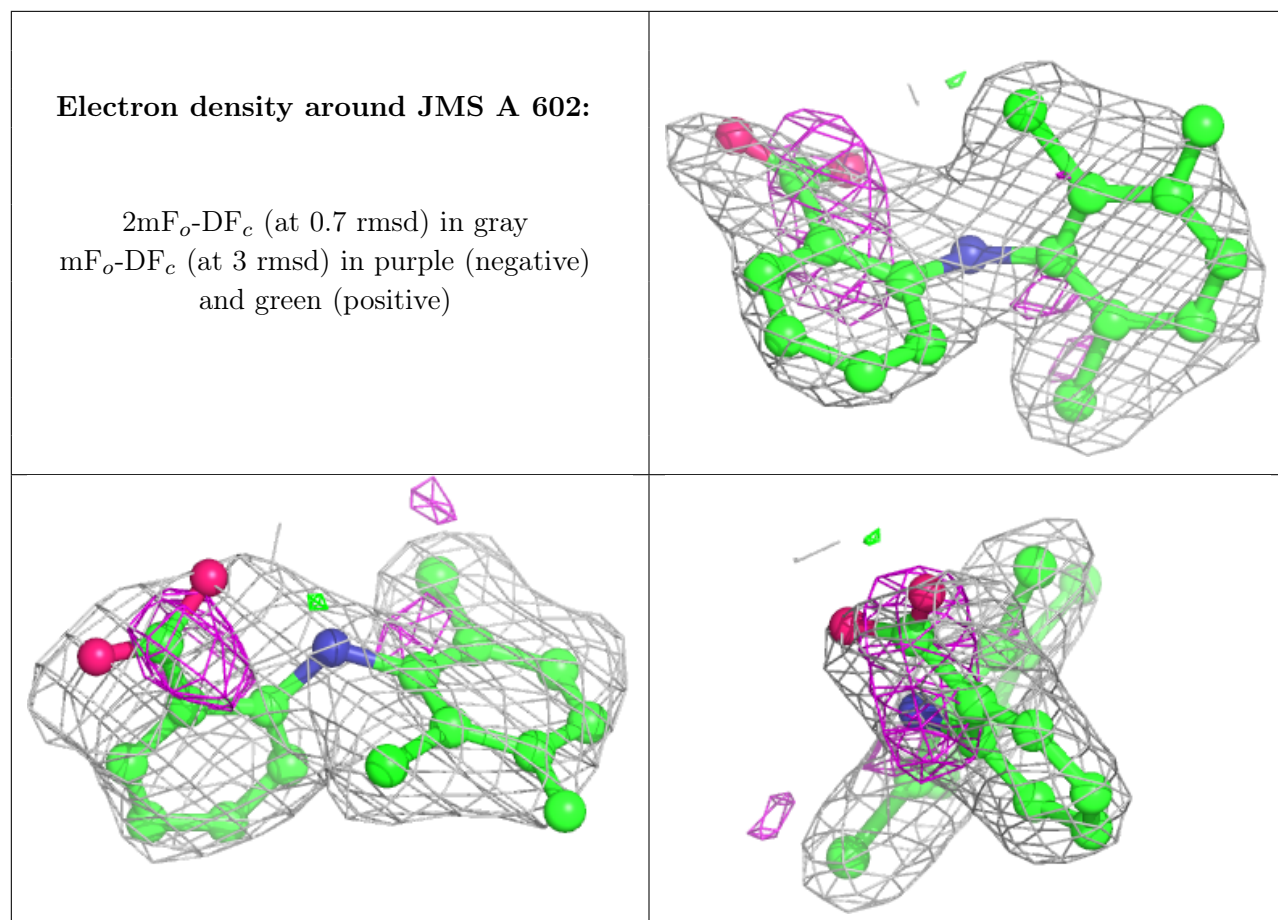 Electron density around JMS A 602:
2mFo-DFc (at 0.7 rmsd) in gray
mFo-DFc (at 3 rmsd) in purple (negative)
and green (positive)